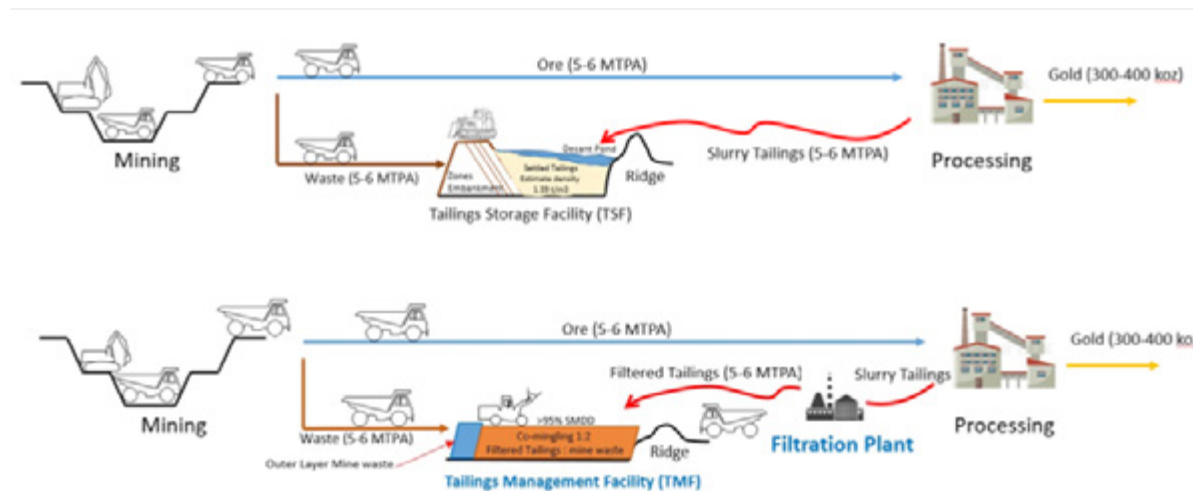 Ore (5-6 MTPA)
Gold (300-400 koz)
Mining
Waste (5-6 MTPA)
Zones
Embankment
Decant Pond
Settled Tailings
Estimate density
Ridge
Slurry Tailings (5-6 MTPA)
Processing
Tailings Storage Facility (TSF)
Ore (5-6 MTPA)
Gold (300-400 ko
Filtered Tailings (5-6 MTPA)
Slurry Tailings
Mining
Waste (5-6 MTPA)
>95% SMDD
Co-mingling 1:2
Filtered Tailings : mine waste
Ridge
Filtration Plant
Processing
Outer Layer Mine waste
Tailings Management Facility (TMF)